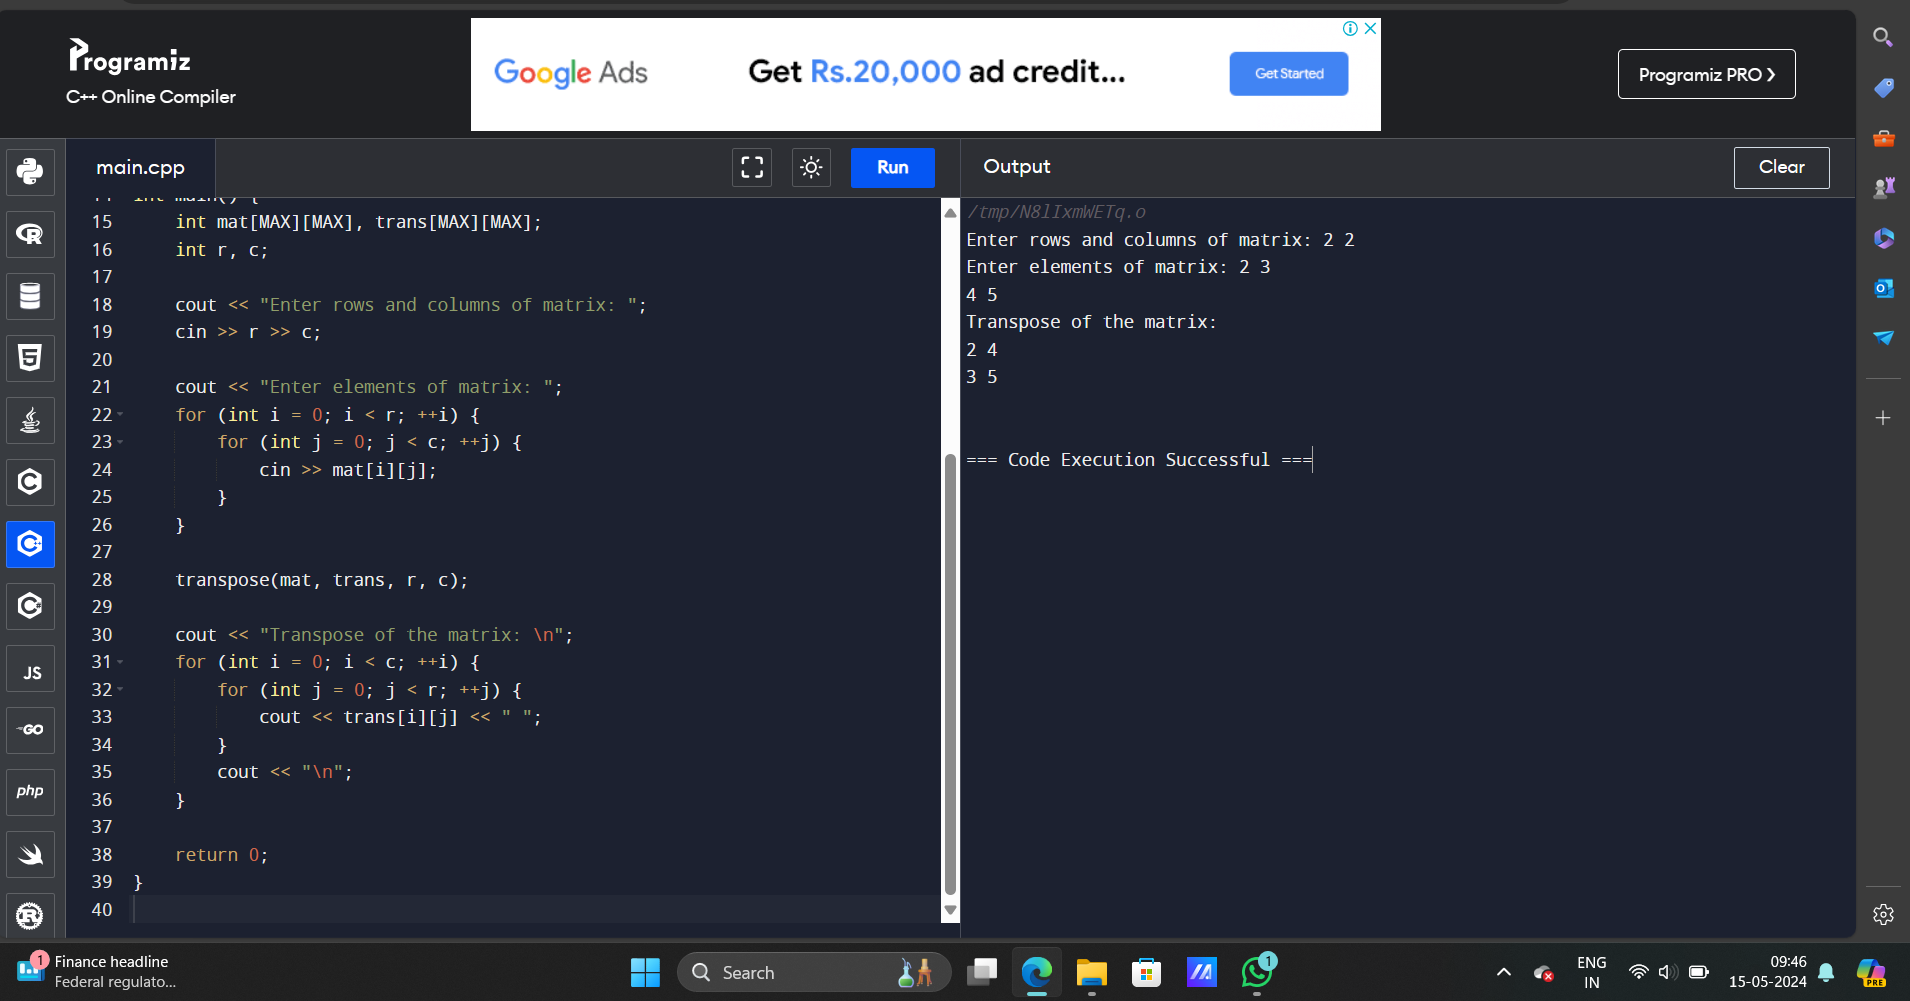 Programiz
C++ Online Compiler
Google Ads
Get Rs.20,000 ad credit...
Get Started
Programiz PRO ❯
main.cpp
Run
Output
Clear
14 int main() {
15 int mat[MAX][MAX], trans[MAX][MAX];
16 int r, c;
17
18 cout << "Enter rows and columns of matrix: ";
19 cin >> r >> c;
20
21 cout << "Enter elements of matrix: ";
22 for (int i = 0; i < r; ++i) {
23 for (int j = 0; j < c; ++j) {
24 cin >> mat[i][j];
25 }
26 }
27
28 transpose(mat, trans, r, c);
29
30 cout << "Transpose of the matrix: \n";
31 for (int i = 0; i < c; ++i) {
32 for (int j = 0; j < r; ++j) {
33 cout << trans[i][j] << " ";
34 }
35 cout << "\n";
36 }
37
38 return 0;
39 }
40
/tmp/N8lIxmWETq.o
Enter rows and columns of matrix: 2 2
Enter elements of matrix: 2 3
4 5
Transpose of the matrix:
2 4
3 5
=== Code Execution Successful ===
R
5
C
C++
C#
JS
GO
php
R
1
Finance headline
Federal regulato...
Search
1
ENG
IN
09:46
15-05-2024
PRE